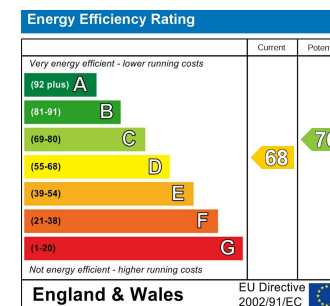 Energy Efficiency Rating
Current
Very energy efficient - lower running costs
(92 plus) A
(81-91) B
(69-80) C
(55-68) D
68
(39-54) E
(21-38) F
(1-20) G
Not energy efficient - higher running costs
England & Wales
EU Directive
2002/91/EC